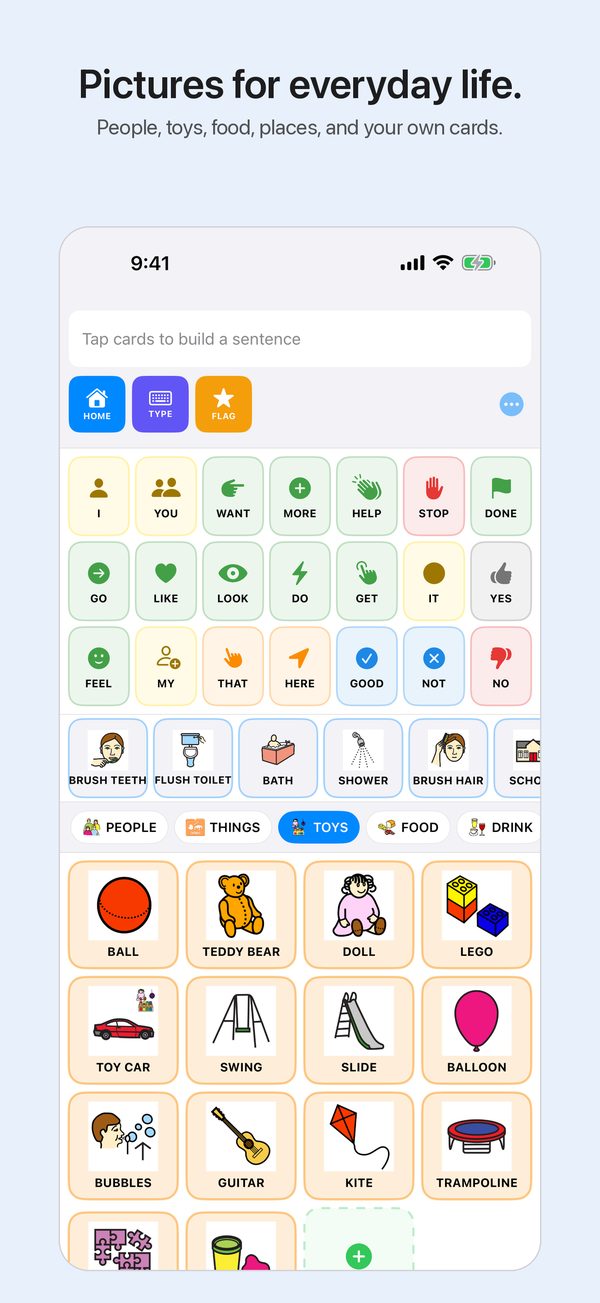 Pictures for everyday life.
People, toys, food, places, and your own cards.
9:41
Tap cards to build a sentence
HOME TYPE FLAG
I YOU WANT MORE HELP STOP DONE
GO LIKE LOOK DO GET IT YES
FEEL MY THAT HERE GOOD NOT NO
BRUSH TEETH FLUSH TOILET BATH SHOWER BRUSH HAIR SCHO
PEOPLE THINGS TOYS FOOD DRINK
BALL TEDDY BEAR DOLL LEGO
TOY CAR SWING SLIDE BALLOON
BUBBLES GUITAR KITE TRAMPOLINE